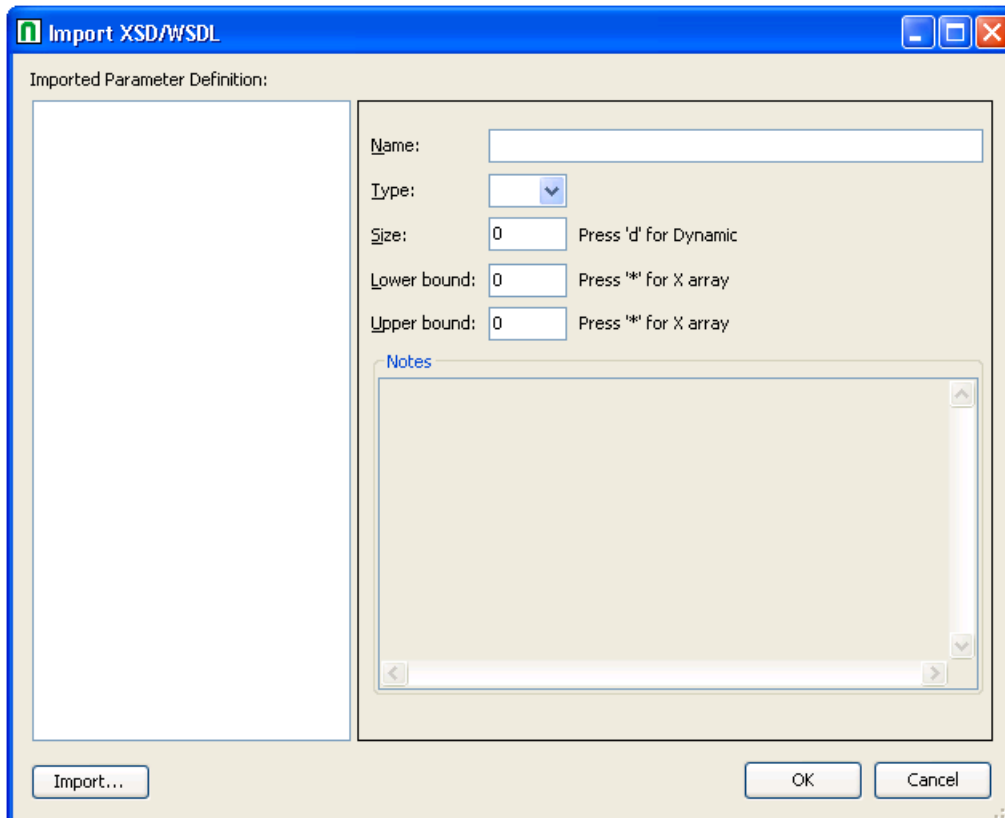 Import XSD/WSDL
Imported Parameter Definition:
Name:
Type:
Size: 0 Press 'd' for Dynamic
Lower bound: 0 Press '*' for X array
Upper bound: 0 Press '*' for X array
Notes
Import... OK Cancel